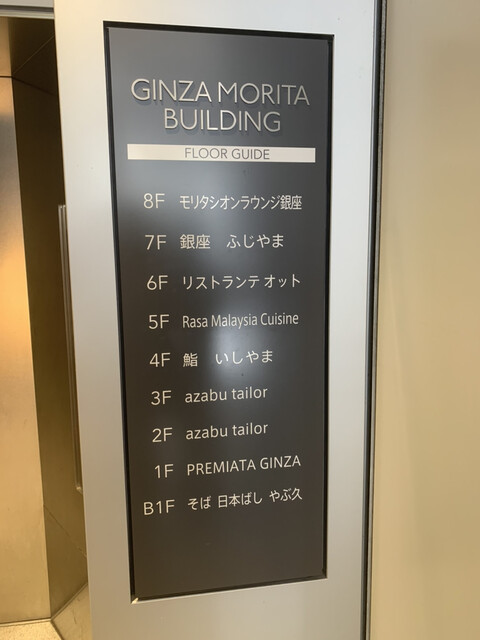 GINZA MORITA
BUILDING
FLOOR GUIDE
8F モリタシオンラウンジ銀座
7F 銀座　ふじやま
6F リストランテ オット
5F Rasa Malaysia Cuisine
4F 鮨　いしやま
3F azabu tailor
2F azabu tailor
1F PREMIATA GINZA
B1F そば 日本ばし やぶ久